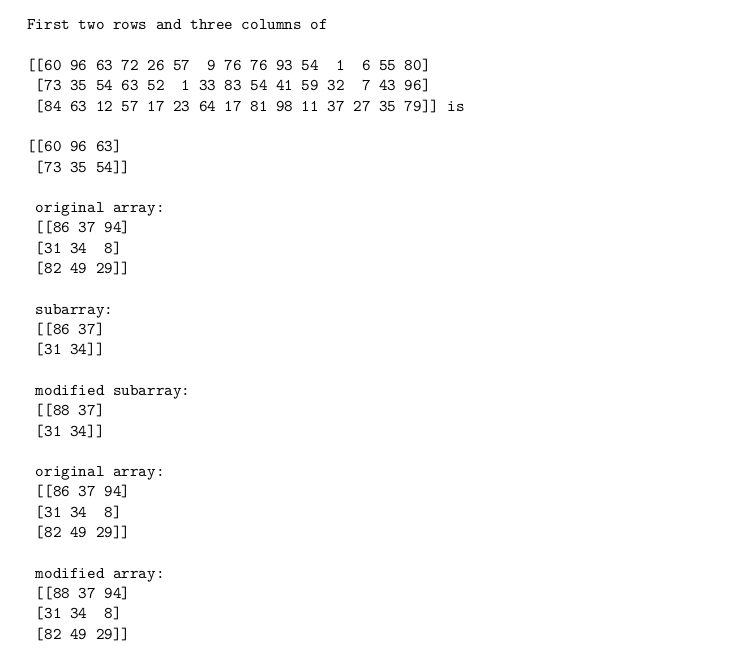 First two rows and three columns of
[[60 96 63 72 26 57  9 76 76 93 54  1  6 55 80]
 [73 35 54 63 52  1 33 83 54 41 59 32  7 43 96]
 [84 63 12 57 17 23 64 17 81 98 11 37 27 35 79]] is
[[60 96 63]
 [73 35 54]]
original array:
[[86 37 94]
[31 34  8]
[82 49 29]]
subarray:
[[86 37]
[31 34]]
modified subarray:
[[88 37]
[31 34]]
original array:
[[86 37 94]
[31 34  8]
[82 49 29]]
modified array:
[[88 37 94]
[31 34  8]
[82 49 29]]